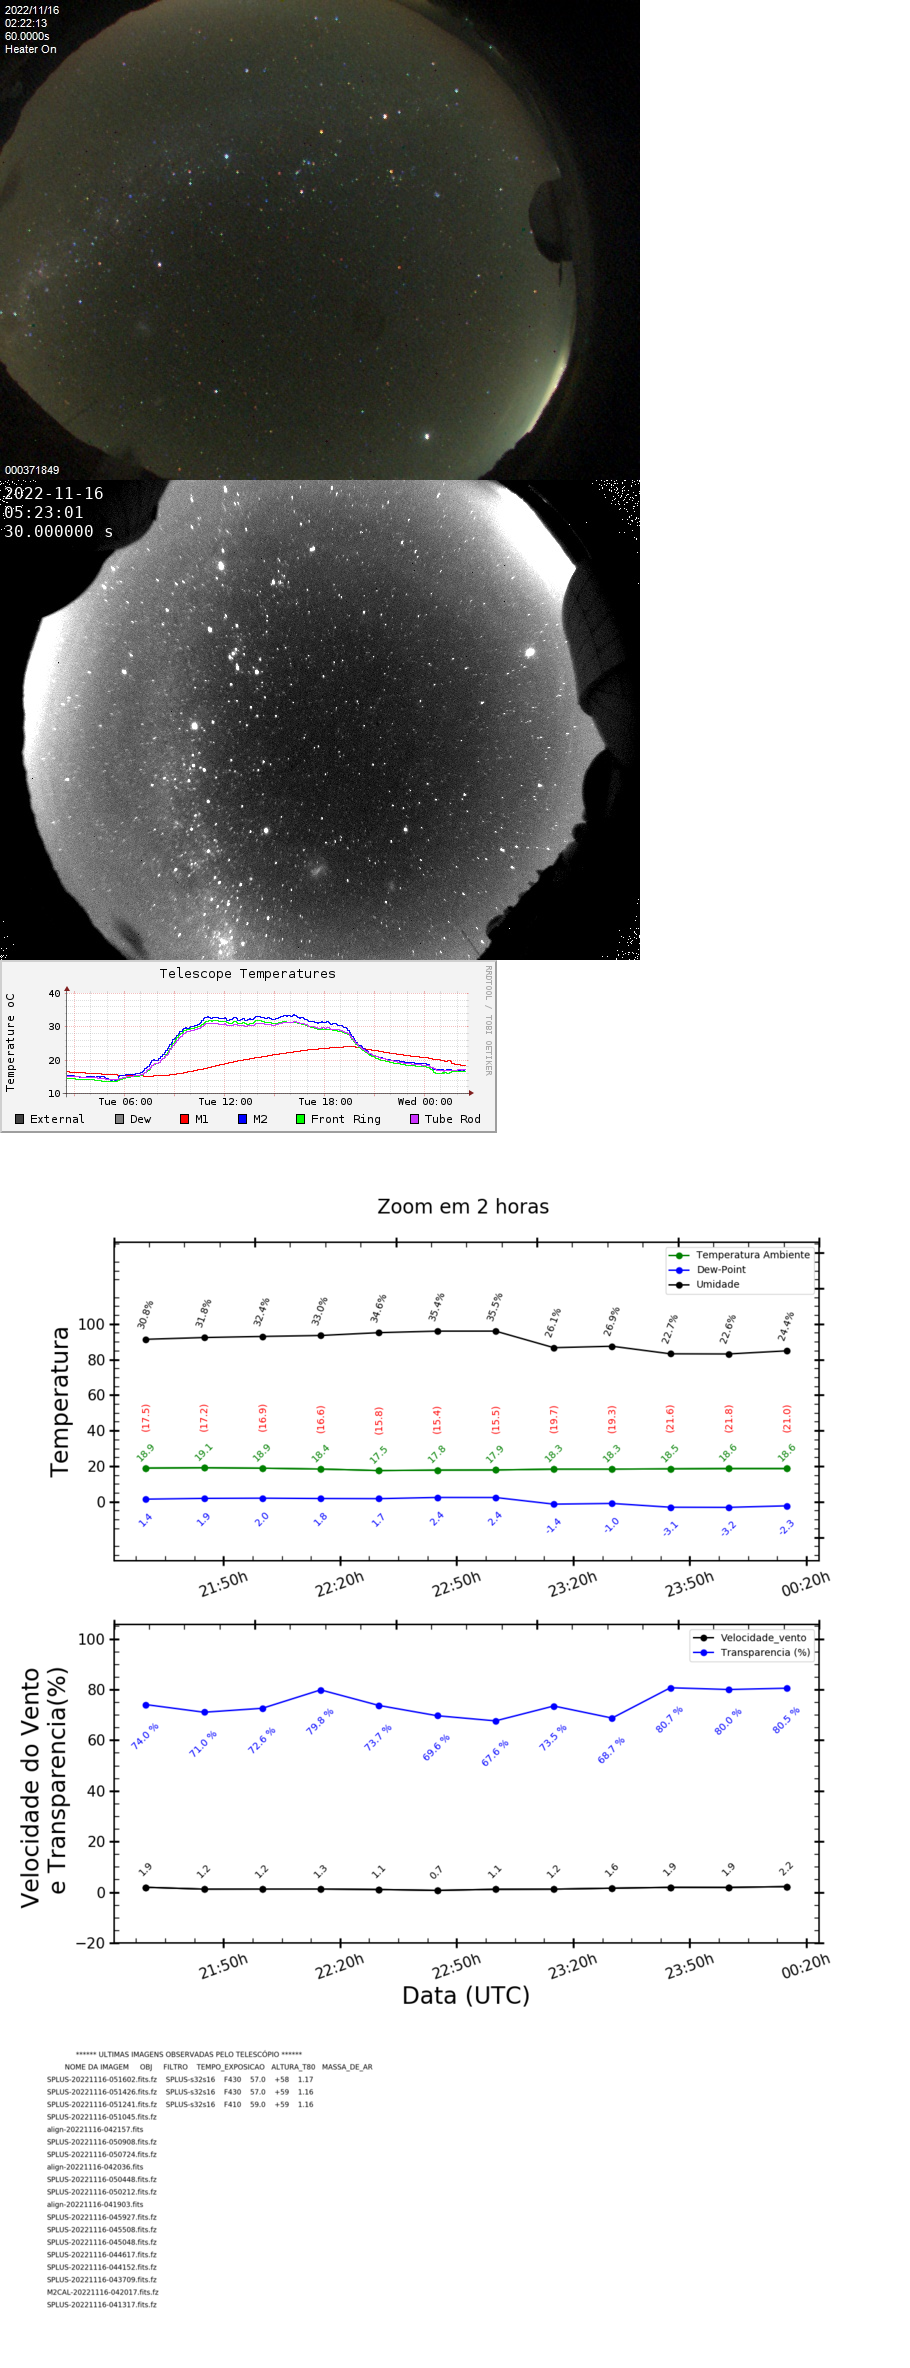 2022/11/16
02:22:13
60.0000s
Heater On
000371849
2022-11-16
05:23:01
30.000000 s
Telescope Temperatures
RRDTOOL / TOBI OETIKER
Temperature oC
40
30
20
10
Tue 06:00 Tue 12:00 Tue 18:00 Wed 00:00
External Dew M1 M2 Front Ring Tube Rod
Zoom em 2 horas
Temperatura Ambiente
Dew-Point
Umidade
Temperatura
100
80
60
40
20
0
30.8% 31.8% 32.4% 33.0% 34.6% 35.4% 35.5% 26.1% 26.9% 22.7% 22.6% 24.4%
(17.5) (17.2) (16.9) (16.6) (15.8) (15.4) (15.5) (19.7) (19.3) (21.6) (21.8) (21.0)
18.9 19.1 18.9 18.4 17.5 17.8 17.9 18.3 18.3 18.5 18.6 18.6
1.4 1.9 2.0 1.8 1.7 2.4 2.4 -1.4 -1.0 -3.1 -3.2 -2.3
21:50h 22:20h 22:50h 23:20h 23:50h 00:20h
Velocidade_vento
Transparencia (%)
Velocidade do Vento
e Transparencia(%)
100
80
60
40
20
0
−20
74.0 % 71.0 % 72.6 % 79.8 % 73.7 % 69.6 % 67.6 % 73.5 % 68.7 % 80.7 % 80.0 % 80.5 %
1.9 1.2 1.2 1.3 1.1 0.7 1.1 1.2 1.6 1.9 1.9 2.2
21:50h 22:20h 22:50h 23:20h 23:50h 00:20h
Data (UTC)
****** ULTIMAS IMAGENS OBSERVADAS PELO TELESCÓPIO ******
NOME DA IMAGEM OBJ FILTRO TEMPO_EXPOSICAO ALTURA_T80 MASSA_DE_AR
SPLUS-20221116-051602.fits.fz SPLUS-s32s16 F430 57.0 +58 1.17
SPLUS-20221116-051426.fits.fz SPLUS-s32s16 F430 57.0 +59 1.16
SPLUS-20221116-051241.fits.fz SPLUS-s32s16 F410 59.0 +59 1.16
SPLUS-20221116-051045.fits.fz
align-20221116-042157.fits
SPLUS-20221116-050908.fits.fz
SPLUS-20221116-050724.fits.fz
align-20221116-042036.fits
SPLUS-20221116-050448.fits.fz
SPLUS-20221116-050212.fits.fz
align-20221116-041903.fits
SPLUS-20221116-045927.fits.fz
SPLUS-20221116-045508.fits.fz
SPLUS-20221116-045048.fits.fz
SPLUS-20221116-044617.fits.fz
SPLUS-20221116-044152.fits.fz
SPLUS-20221116-043709.fits.fz
M2CAL-20221116-042017.fits.fz
SPLUS-20221116-041317.fits.fz